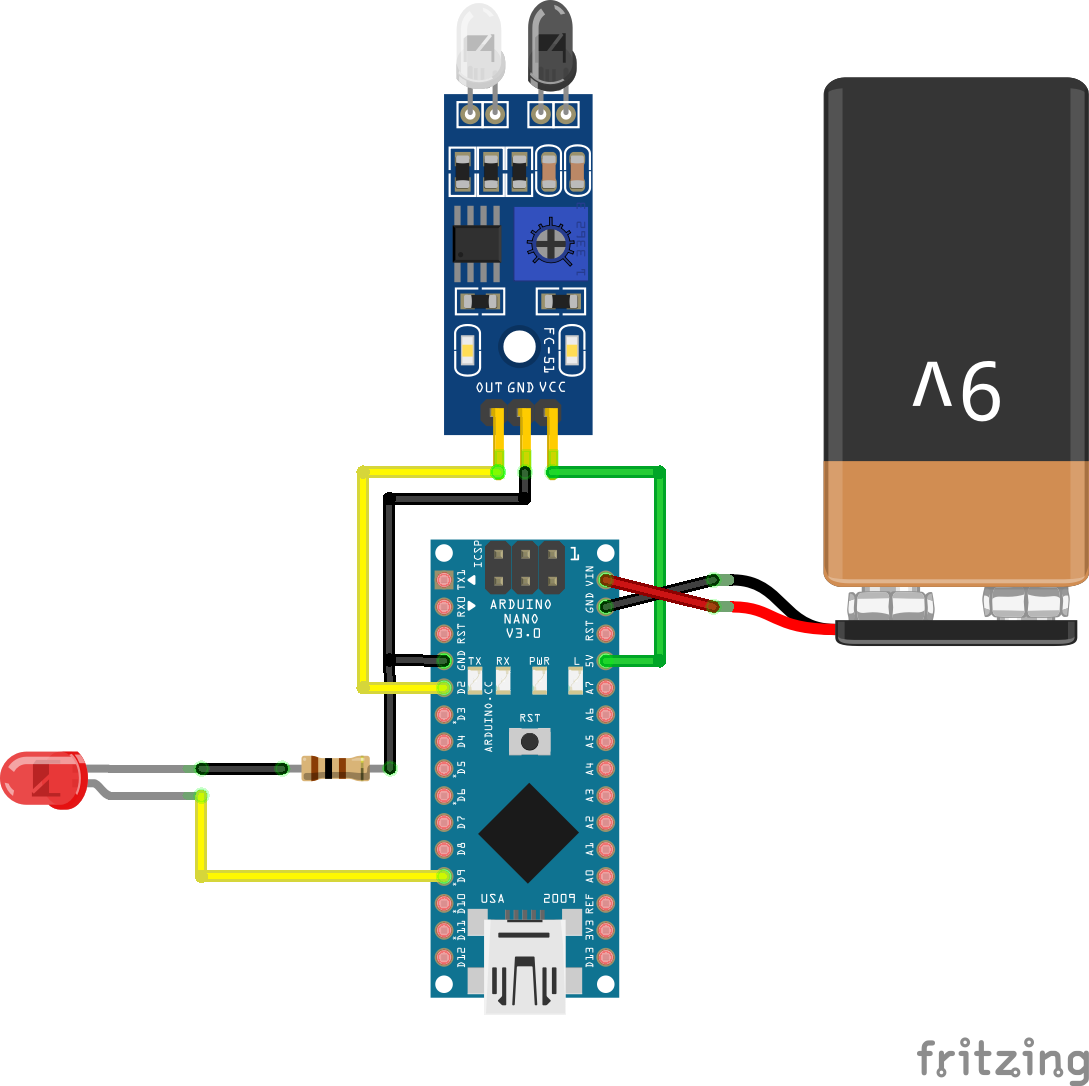 1 3362
FC-51
OUT GND VCC
9V
ICSP
1
ARDUINO
NANO
V3.0
TX1
RX0
RST
GND
D2
D3
D4
D5
D6
D7
D8
D9
D10
D11
D12
VIN
GND
RST
5V
A7
A6
A5
A4
A3
A2
A1
A0
REF
3V3
D13
TX RX PWR L
ARDUINO.CC
RST
USA 2009
fritzing